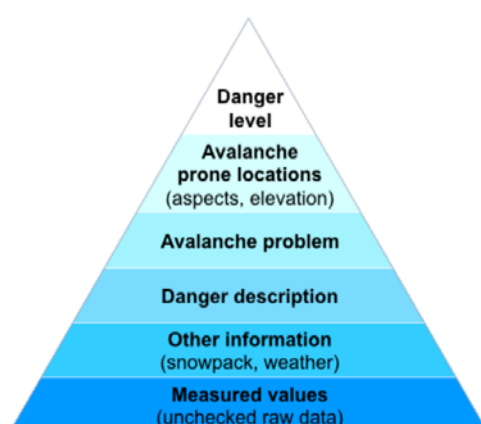 Danger
level
Avalanche
prone locations
(aspects, elevation)
Avalanche problem
Danger description
Other information
(snowpack, weather)
Measured values
(unchecked raw data)